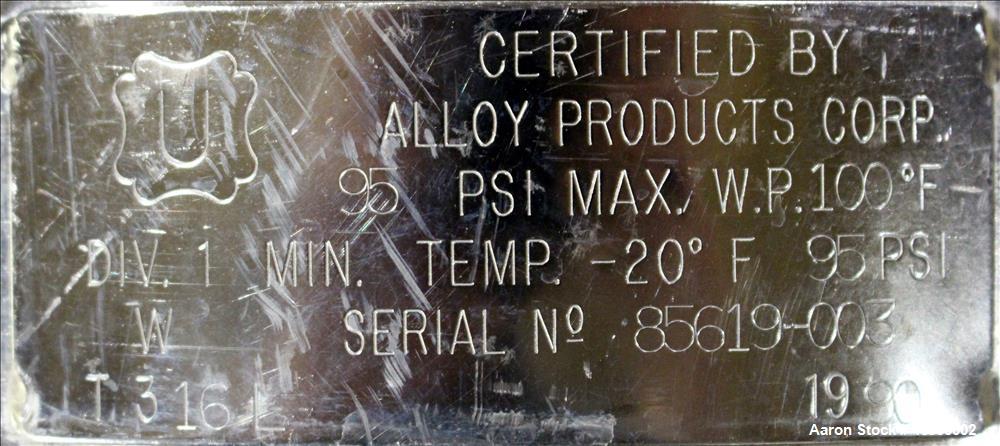 U
CERTIFIED BY
ALLOY PRODUCTS CORP.
95 PSI MAX. W.P. 100°F
DIV. 1 MIN. TEMP. -20° F 95 PSI
W SERIAL Nº 85619-003
T 316 L 1990
Aaron Stock